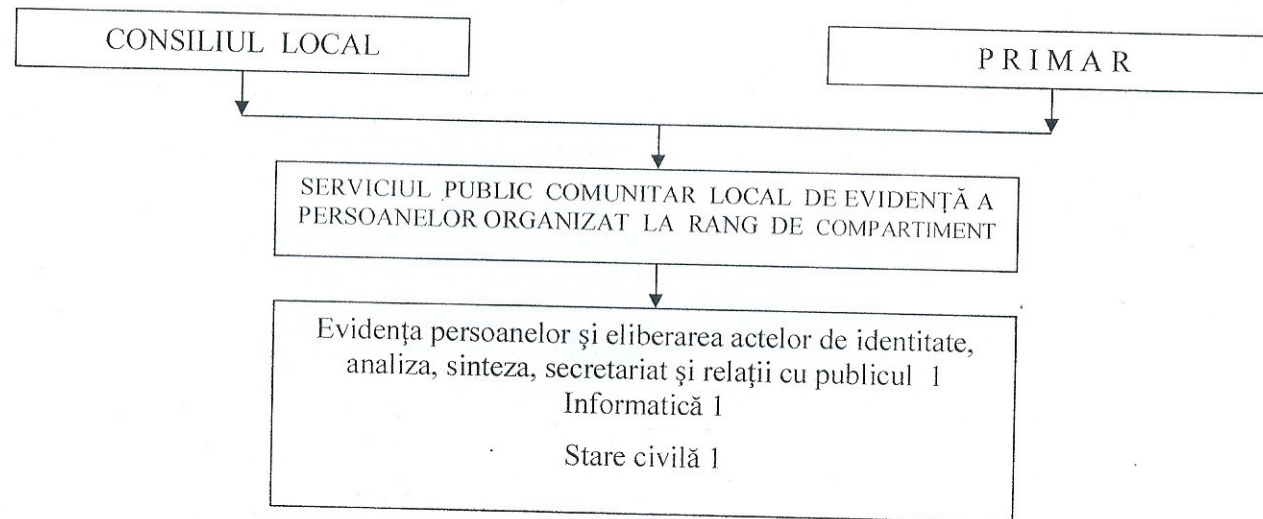 CONSILIUL LOCAL
PRIMAR
SERVICIUL PUBLIC COMUNITAR LOCAL DE EVIDENŢĂ A
PERSOANELOR ORGANIZAT LA RANG DE COMPARTIMENT
Evidenţa persoanelor şi eliberarea actelor de identitate,
analiza, sinteza, secretariat şi relaţii cu publicul 1
Informatică 1
Stare civilă 1